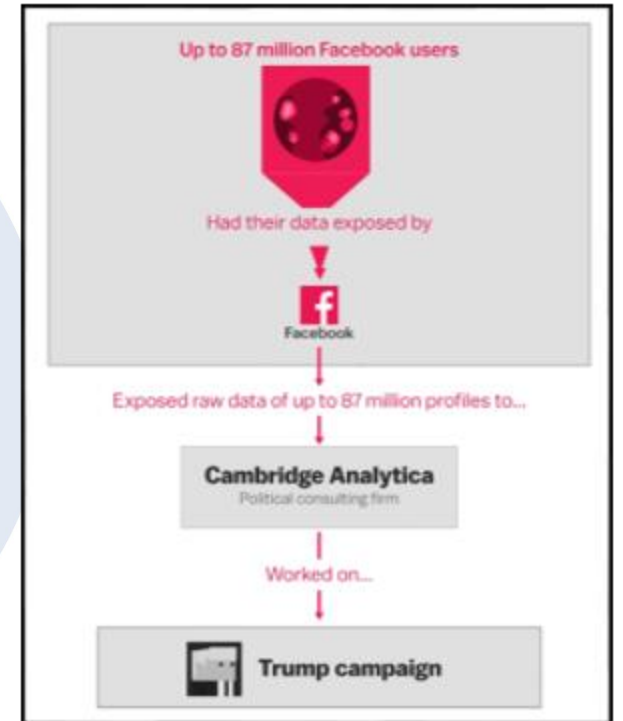 Up to 87 million Facebook users
Had their data exposed by
f
Facebook
Exposed raw data of up to 87 million profiles to...
Cambridge Analytica
Political consulting firm
Worked on...
Trump campaign